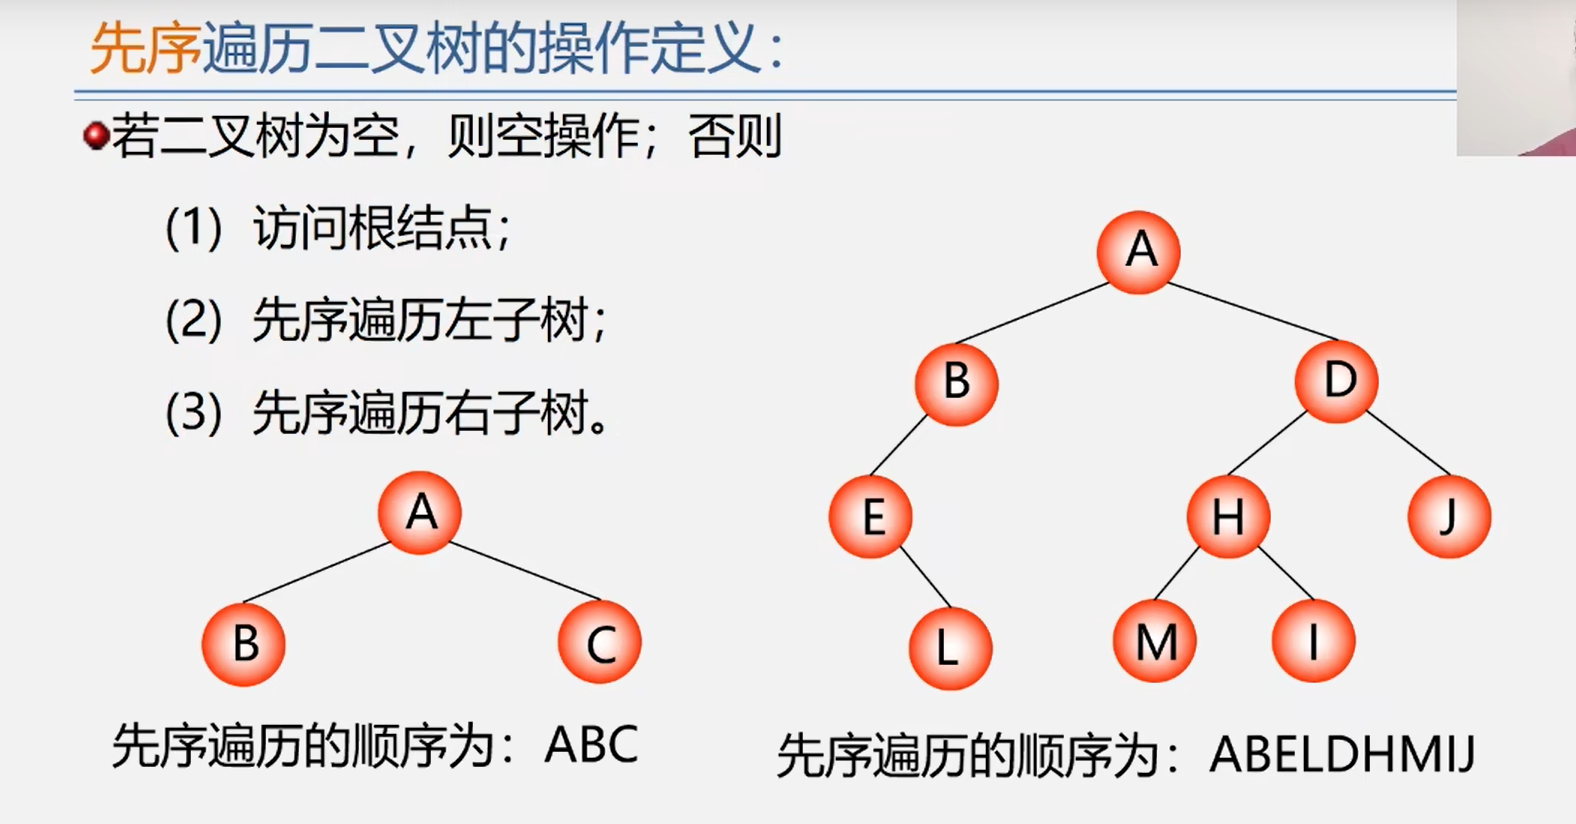 先序遍历二叉树的操作定义：
若二叉树为空，则空操作；否则
(1) 访问根结点；
(2) 先序遍历左子树；
(3) 先序遍历右子树。
A
B
C
先序遍历的顺序为：ABC
A
B
D
E
H
J
L
M
I
先序遍历的顺序为：ABELDHMIJ